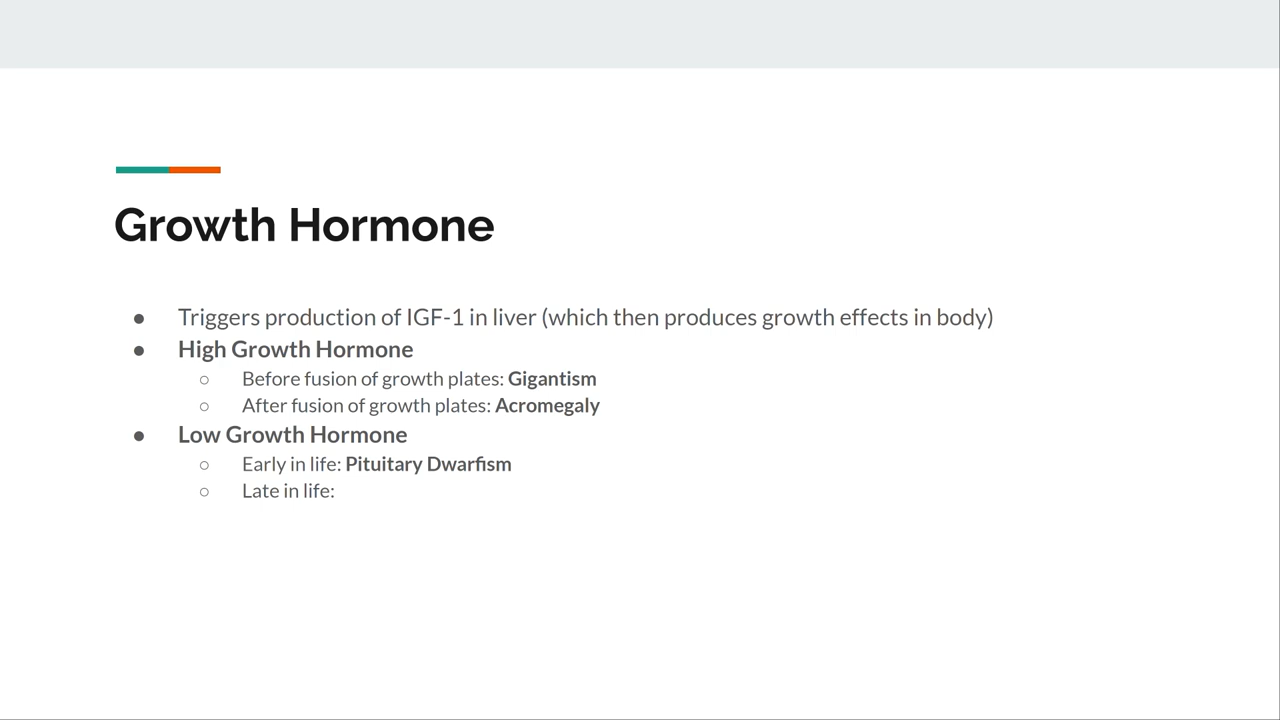 Growth Hormone
● Triggers production of IGF-1 in liver (which then produces growth effects in body)
● High Growth Hormone
○ Before fusion of growth plates: Gigantism
○ After fusion of growth plates: Acromegaly
● Low Growth Hormone
○ Early in life: Pituitary Dwarfism
○ Late in life: